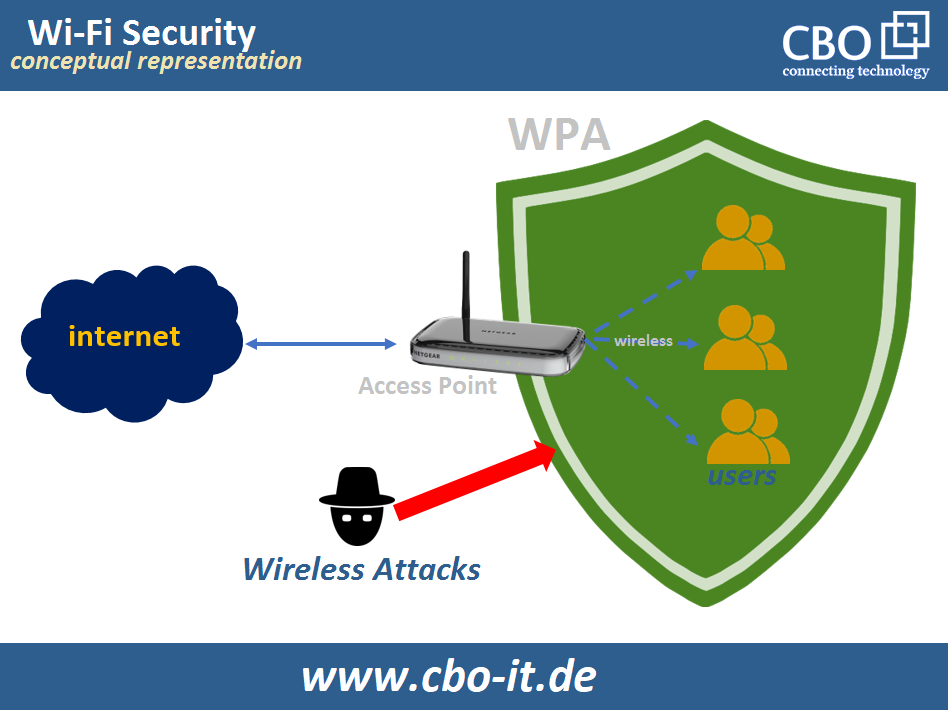 Wi-Fi Security
conceptual representation
CBO
connecting technology
WPA
internet
NETGEAR
NETGEAR
wireless
Access Point
users
Wireless Attacks
www.cbo-it.de